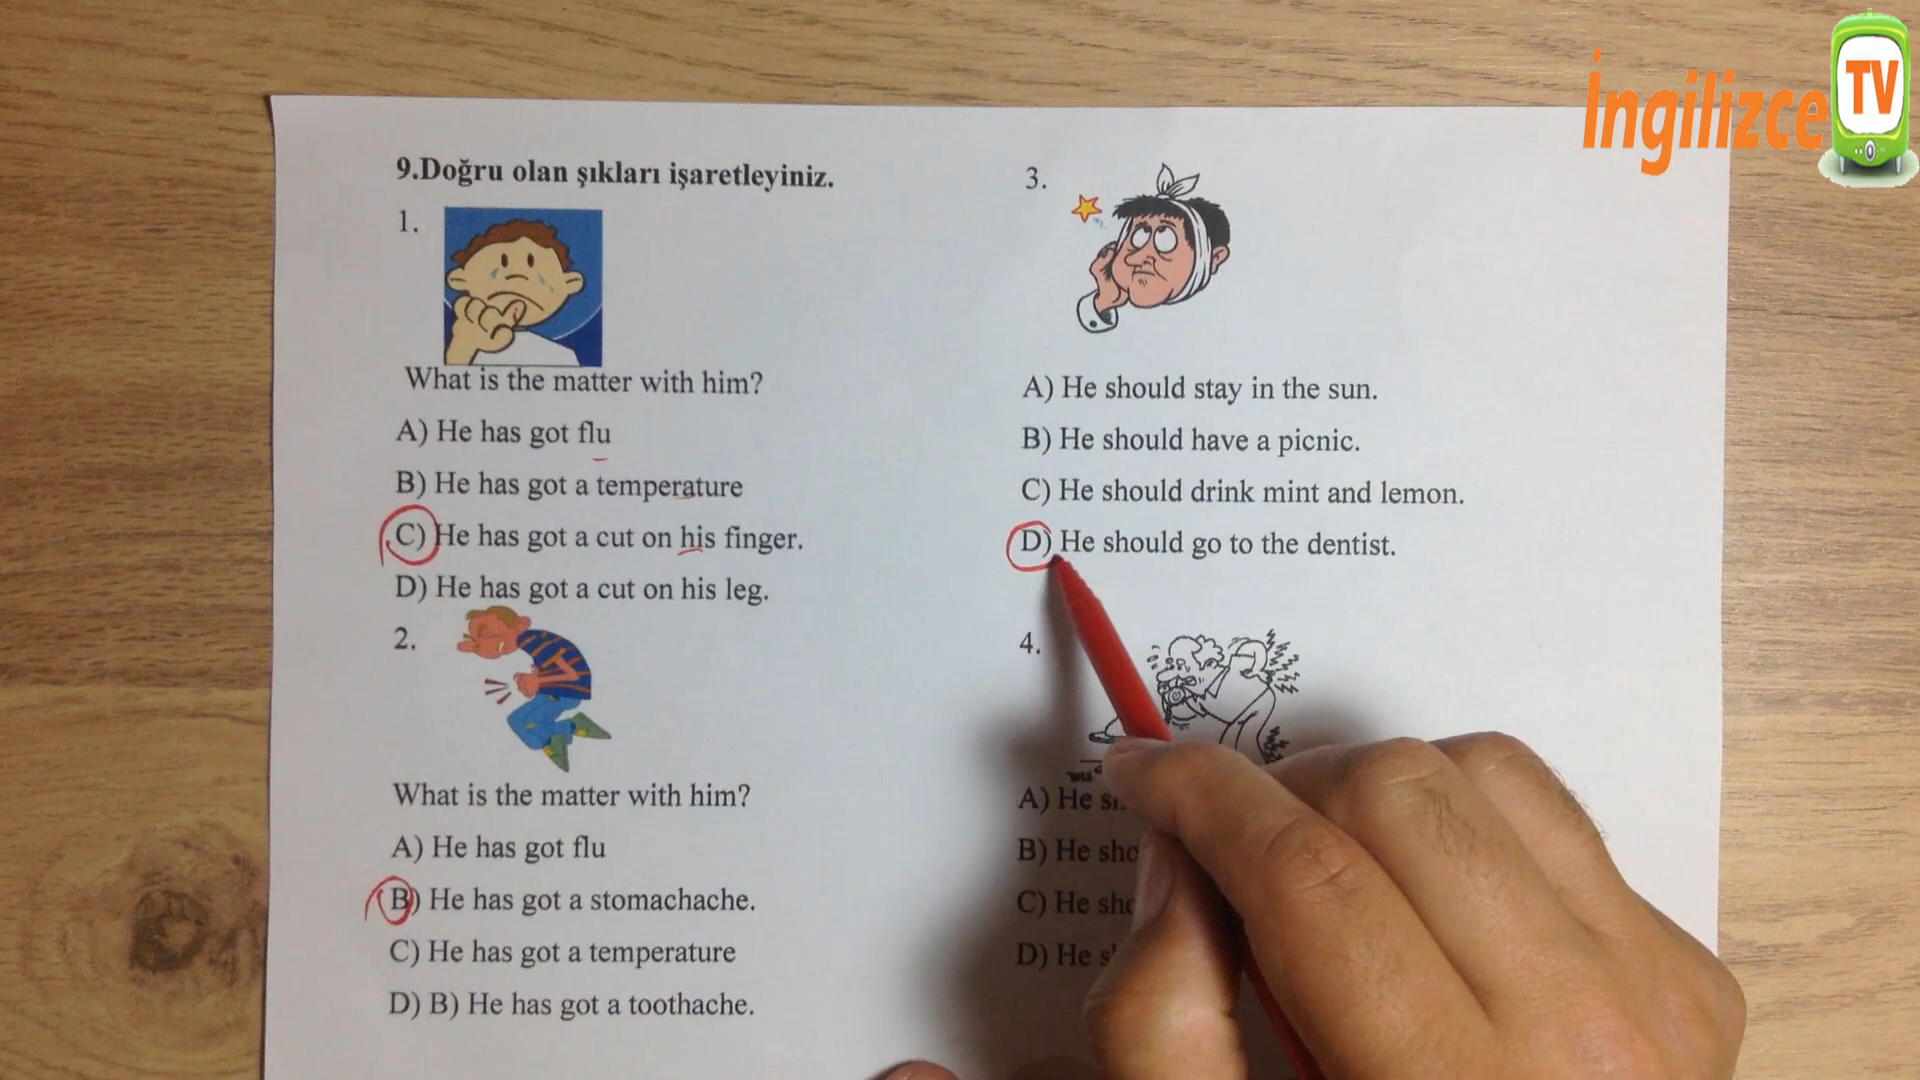 İngilizce TV
9.Doğru olan şıkları işaretleyiniz.
1.
What is the matter with him?
A) He has got flu
B) He has got a temperature
C) He has got a cut on his finger.
D) He has got a cut on his leg.
2.
What is the matter with him?
A) He has got flu
B) He has got a stomachache.
C) He has got a temperature
D) B) He has got a toothache.
3.
A) He should stay in the sun.
B) He should have a picnic.
C) He should drink mint and lemon.
D) He should go to the dentist.
4.
A) He
B) He
C) He
D) He